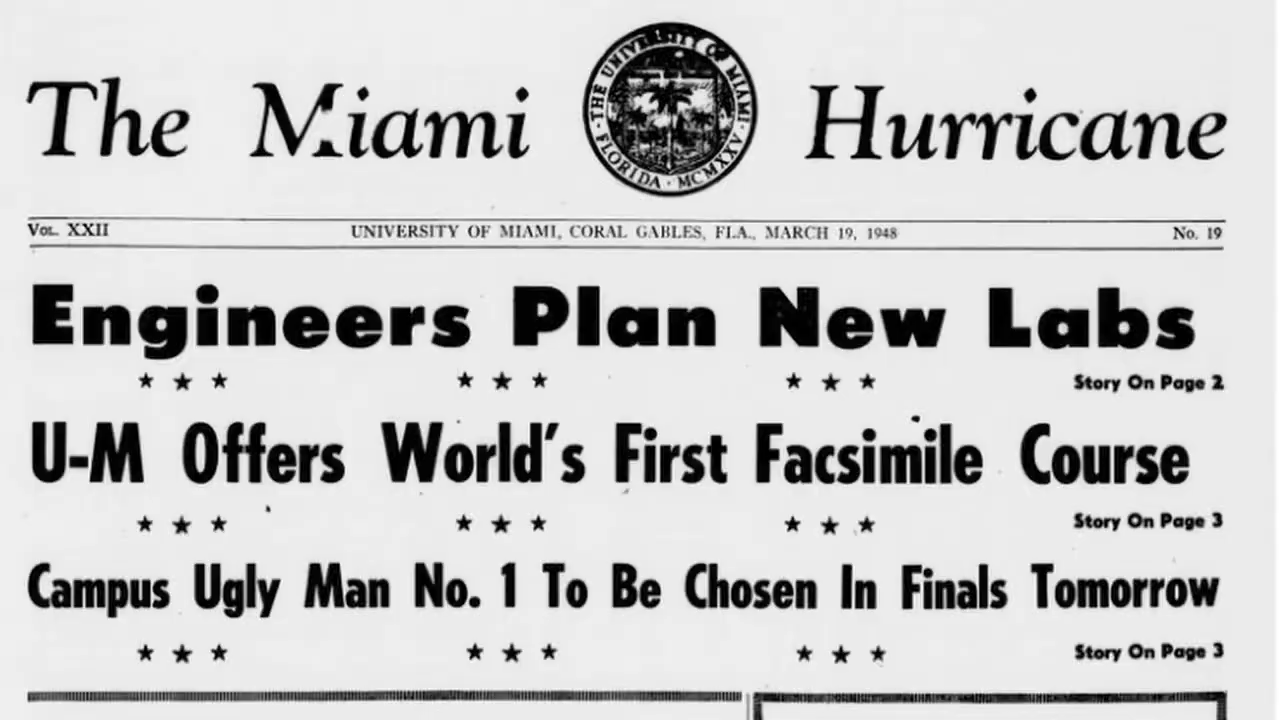 The Miami Hurricane
THE UNIVERSITY OF MIAMI · FLORIDA · MCMXXV
VOL. XXII UNIVERSITY OF MIAMI, CORAL GABLES, FLA., MARCH 19, 1948 No. 19
Engineers Plan New Labs
★ ★ ★ ★ ★ ★ ★ ★ ★ Story On Page 2
U-M Offers World's First Facsimile Course
★ ★ ★ ★ ★ ★ ★ ★ ★ Story On Page 3
Campus Ugly Man No. 1 To Be Chosen In Finals Tomorrow
★ ★ ★ ★ ★ ★ ★ ★ ★ Story On Page 3